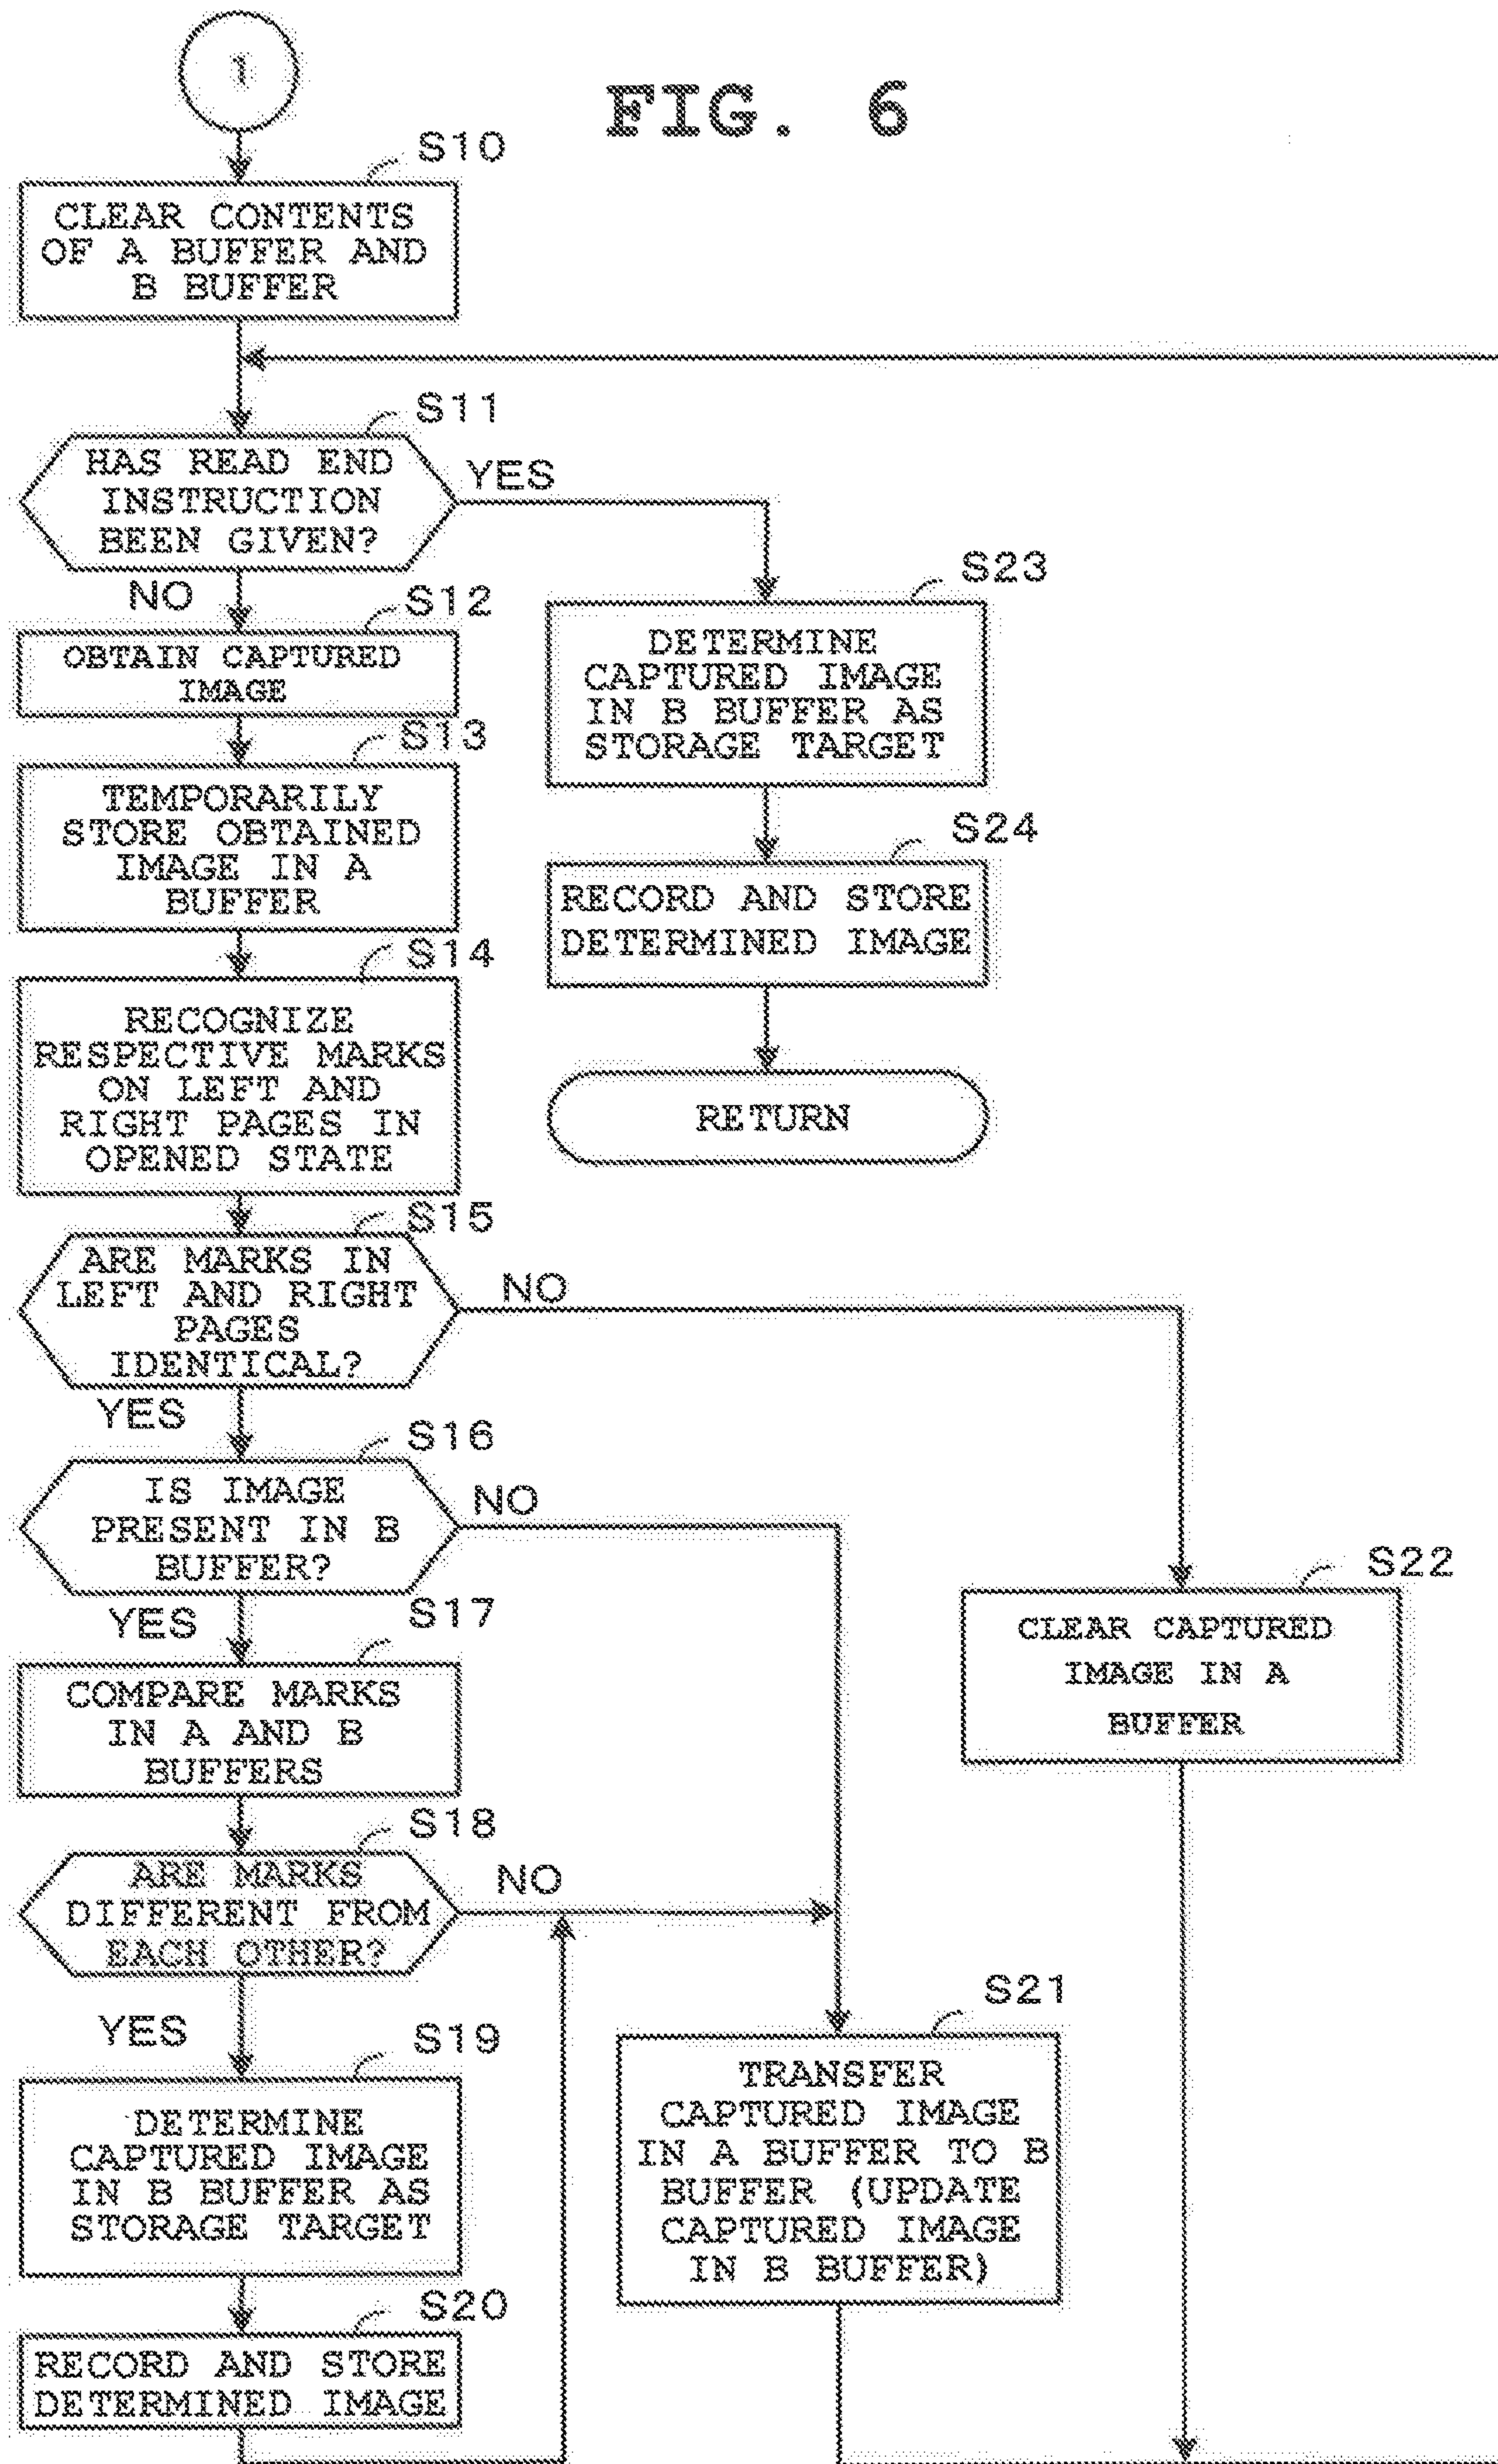 1
FIG. 6
S10
CLEAR CONTENTS
OF A BUFFER AND
B BUFFER
S11
HAS READ END
INSTRUCTION
BEEN GIVEN?
YES
NO
S12
OBTAIN CAPTURED
IMAGE
S13
TEMPORARILY
STORE OBTAINED
IMAGE IN A
BUFFER
S14
RECOGNIZE
RESPECTIVE MARKS
ON LEFT AND
RIGHT PAGES IN
OPENED STATE
S15
ARE MARKS IN
LEFT AND RIGHT
PAGES
IDENTICAL?
NO
YES
S16
IS IMAGE
PRESENT IN B
BUFFER?
NO
YES
S17
COMPARE MARKS
IN A AND B
BUFFERS
S18
ARE MARKS
DIFFERENT FROM
EACH OTHER?
NO
YES
S19
DETERMINE
CAPTURED IMAGE
IN B BUFFER AS
STORAGE TARGET
S20
RECORD AND STORE
DETERMINED IMAGE
S23
DETERMINE
CAPTURED IMAGE
IN B BUFFER AS
STORAGE TARGET
S24
RECORD AND STORE
DETERMINED IMAGE
RETURN
S22
CLEAR CAPTURED
IMAGE IN A
BUFFER
S21
TRANSFER
CAPTURED IMAGE
IN A BUFFER TO B
BUFFER (UPDATE
CAPTURED IMAGE
IN B BUFFER)